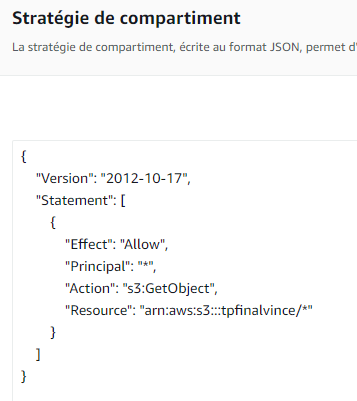 Stratégie de compartiment
La stratégie de compartiment, écrite au format JSON, permet d'
{
"Version": "2012-10-17",
"Statement": [
{
"Effect": "Allow",
"Principal": "*",
"Action": "s3:GetObject",
"Resource": "arn:aws:s3:::tpfinalvince/*"
}
]
}